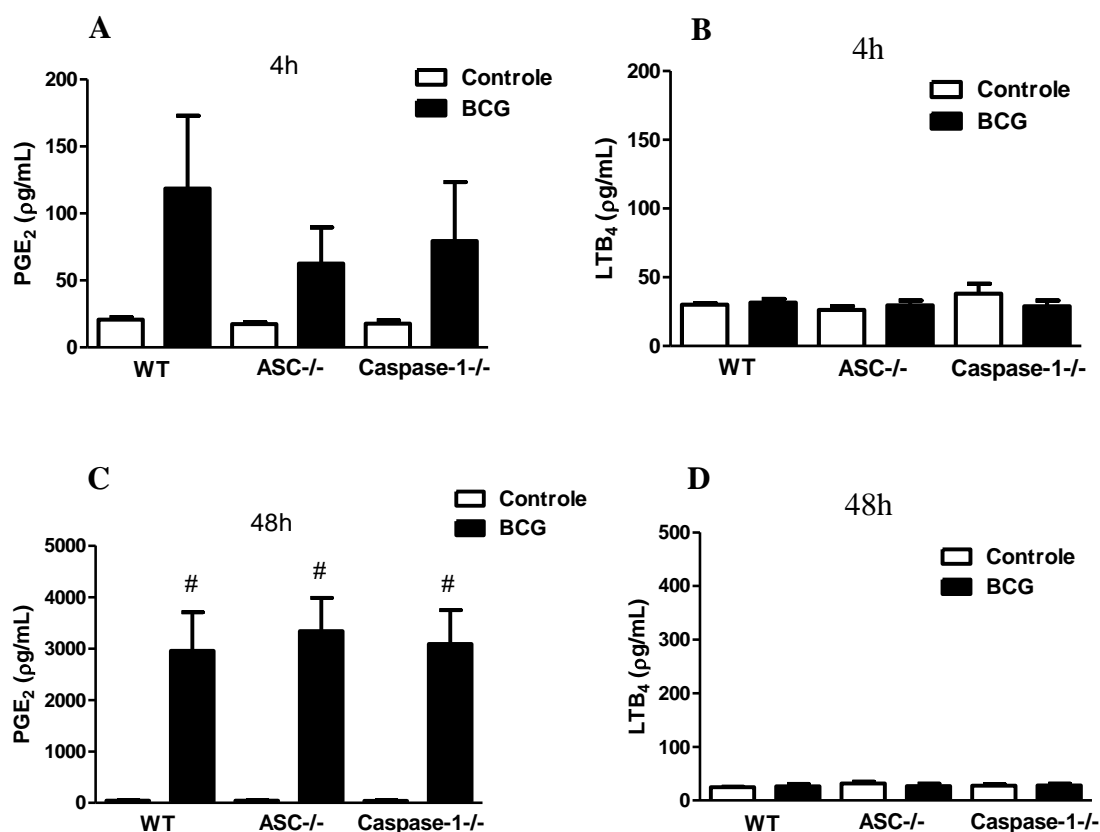 A
4h
Controle
BCG
PGE₂ (ρg/mL)
200
150
100
50
0
WT ASC-/- Caspase-1-/-
B
4h
Controle
BCG
LTB₄ (ρg/mL)
200
150
100
50
0
WT ASC-/- Caspase-1-/-
C
48h
Controle
BCG
PGE₂ (ρg/mL)
5000
4000
3000
2000
1000
0
# # #
WT ASC-/- Caspase-1-/-
D
48h
Controle
BCG
LTB₄ (ρg/mL)
500
400
300
200
100
0
WT ASC-/- Caspase-1-/-